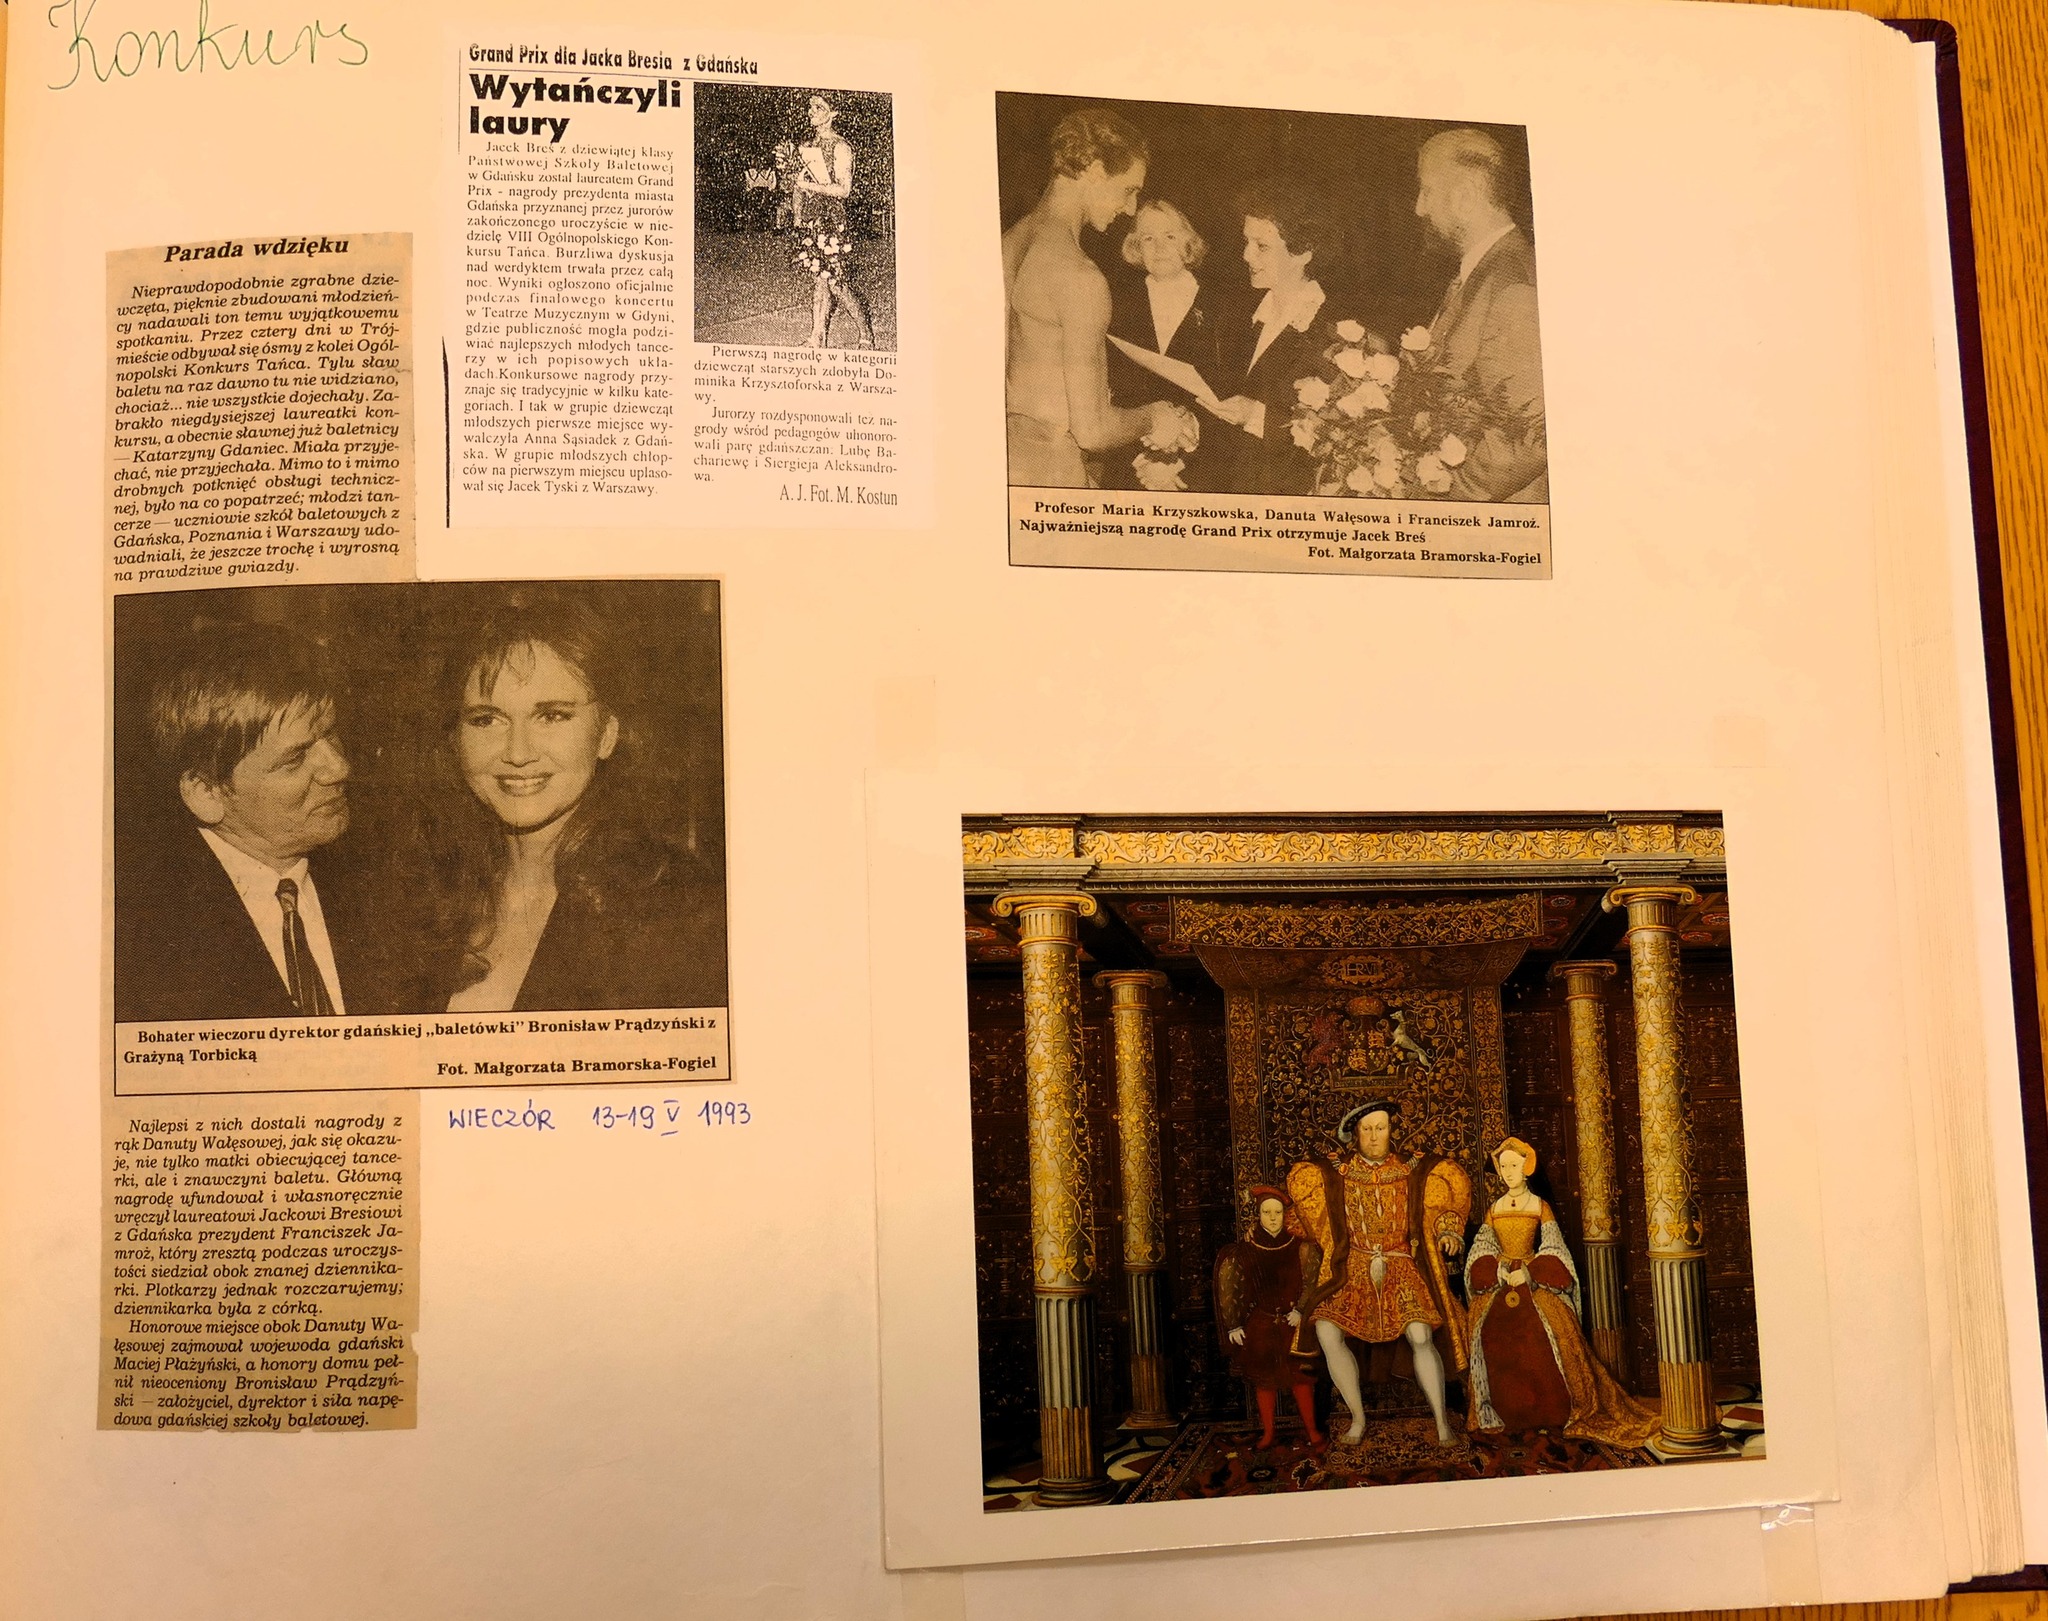 Konkurs
Parada wdzięku
Nieprawdopodobnie zgrabne dzie-
wczęta, pięknie zbudowani młodzień-
cy nadawali ton temu wyjątkowemu
spotkaniu. Przez cztery dni w Trój-
mieście odbywał się ósmy z kolei Ogól-
nopolski Konkurs Tańca. Tylu sław
baletu na raz dawno tu nie widziano,
chociaż... nie wszystkie dojechały. Za-
brakło niegdysiejszej laureatki kon-
kursu, a obecnie sławnej już baletnicy
— Katarzyny Gdaniec. Miała przyje-
chać, nie przyjechała. Mimo to i mimo
drobnych potknięć obsługi technicz-
nej, było na co popatrzeć; młodzi tan-
cerze — uczniowie szkół baletowych z
Gdańska, Poznania i Warszawy udo-
wadniali, że jeszcze trochę i wyrosną
na prawdziwe gwiazdy.
Bohater wieczoru dyrektor gdańskiej „baletówki" Bronisław Prądzyński z
Grażyną Torbicką
Fot. Małgorzata Bramorska-Fogiel
Najlepsi z nich dostali nagrody z
rąk Danuty Wałęsowej, jak się okazu-
je, nie tylko matki obiecującej tance-
rki, ale i znawczyni baletu. Główną
nagrodę ufundował i własnoręcznie
wręczył laureatowi Jackowi Bresiowi
z Gdańska prezydent Franciszek Ja-
mroż, który zresztą podczas uroczys-
tości siedział obok znanej dziennika-
rki. Plotkarzy jednak rozczarujemy;
dziennikarka była z córką.
Honorowe miejsce obok Danuty Wa-
łęsowej zajmował wojewoda gdański
Maciej Płażyński, a honory domu peł-
nił nieoceniony Bronisław Prądzyń-
ski — założyciel, dyrektor i siła napę-
dowa gdańskiej szkoły baletowej.
WIECZÓR 13-19 V 1993
Grand Prix dla Jacka Bresia z Gdańska
Wytańczyli
laury
Jacek Breś z dziewiątej klasy
Państwowej Szkoły Baletowej
w Gdańsku został laureatem Grand
Prix - nagrody prezydenta miasta
Gdańska przyznanej przez jurorów
zakończonego uroczyście w nie-
dzielę VIII Ogólnopolskiego Kon-
kursu Tańca. Burzliwa dyskusja
nad werdyktem trwała przez całą
noc. Wyniki ogłoszono oficjalnie
podczas finałowego koncertu
w Teatrze Muzycznym w Gdyni,
gdzie publiczność mogła podzi-
wiać najlepszych młodych tance-
rzy w ich popisowych ukła-
dach.Konkursowe nagrody przy-
znaje się tradycyjnie w kilku kate-
goriach. I tak w grupie dziewcząt
młodszych pierwsze miejsce wy-
walczyła Anna Sąsiadek z Gdań-
ska. W grupie młodszych chłop-
ców na pierwszym miejscu uplaso-
wał się Jacek Tyski z Warszawy.
Pierwszą nagrodę w kategorii
dziewcząt starszych zdobyła Do-
minika Krzysztoforska z Warsza-
wy.
Jurorzy rozdysponowali też na-
grody wśród pedagogów uhonoro-
wali parę gdańszczan: Lubę Ba-
chariewę i Siergieja Aleksandro-
wa.
A. J. Fot. M. Kostun
Profesor Maria Krzyszkowska, Danuta Wałęsowa i Franciszek Jamroż.
Najważniejszą nagrodę Grand Prix otrzymuje Jacek Breś
Fot. Małgorzata Bramorska-Fogiel